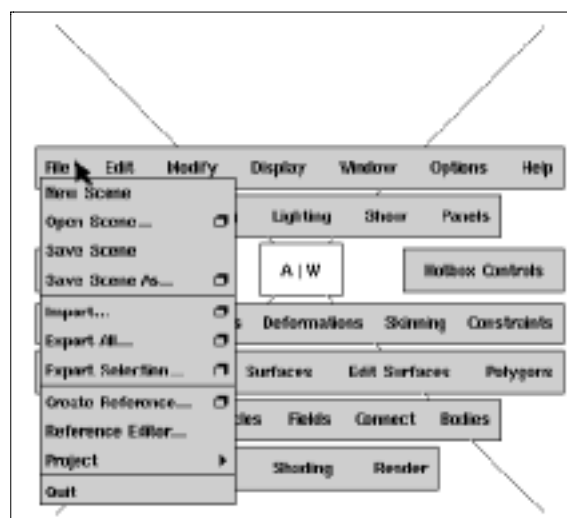 File Edit Modify Display Window Options Help
New Scene
Open Scene... Lighting Show Panels
Save Scene
Save Scene As... A | W Hotbox Controls
Import... s Deformations Skinning Constraints
Export All...
Export Selection... Surfaces Edit Surfaces Polygons
Create Reference...
Reference Editor... cles Fields Connect Bodies
Project Shading Render
Quit